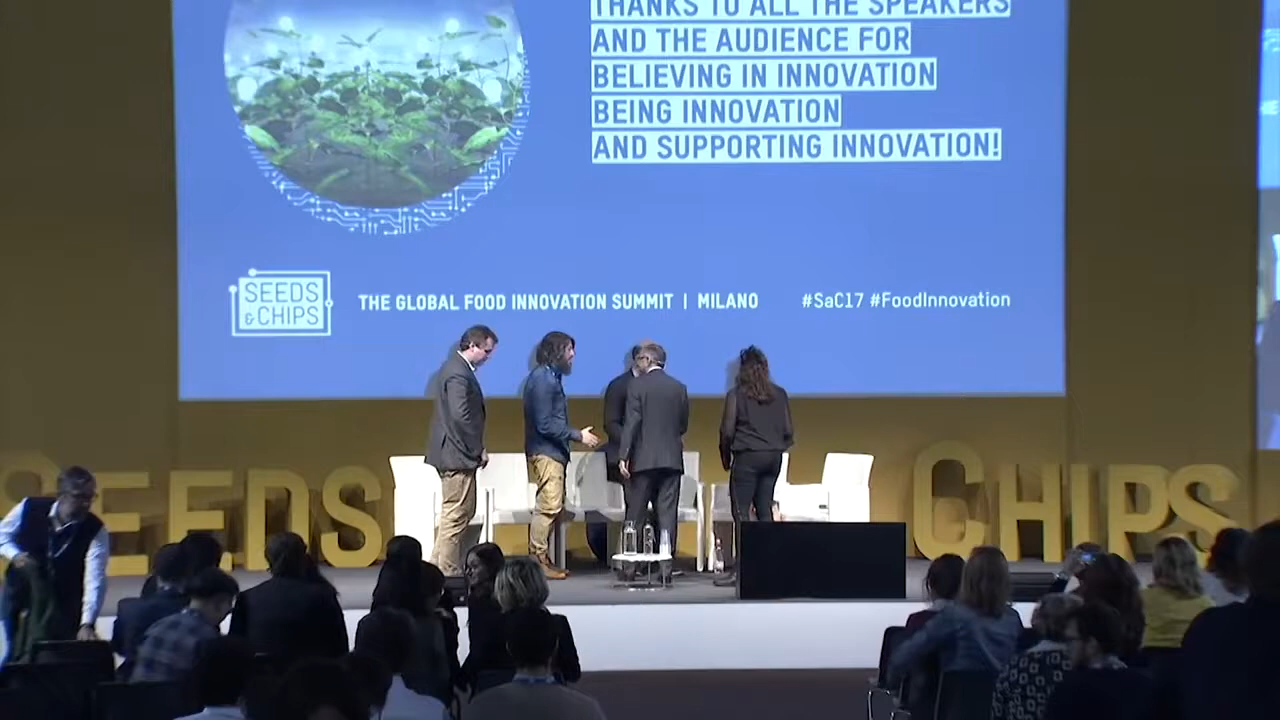 THANKS TO ALL THE SPEAKERS
AND THE AUDIENCE FOR
BELIEVING IN INNOVATION
BEING INNOVATION
AND SUPPORTING INNOVATION!
SEEDS
& CHIPS
THE GLOBAL FOOD INNOVATION SUMMIT | MILANO
#SaC17 #FoodInnovation
SEEDS CHIPS